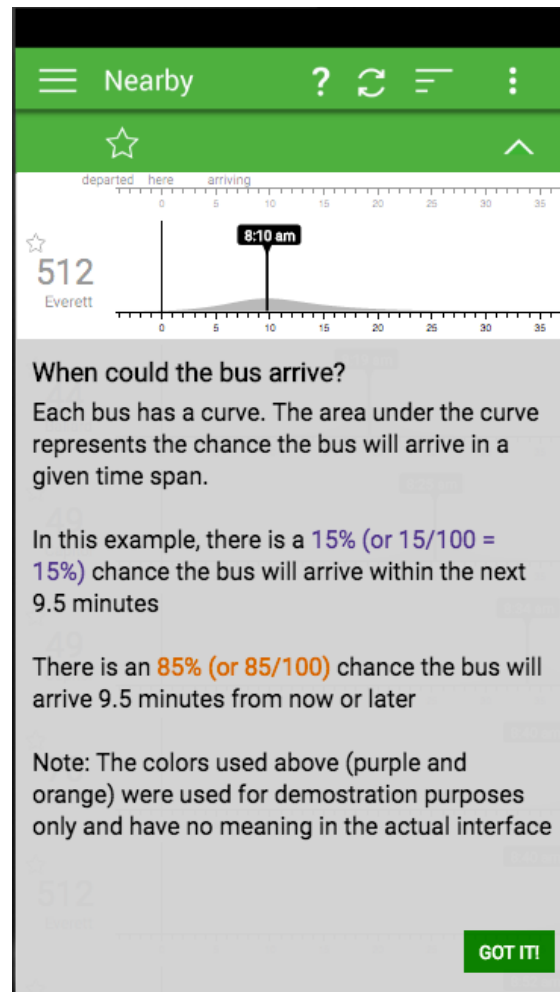 Nearby ?
departed here arriving
0 5 10 15 20 25 30 35
8:10 am
512
Everett
0 5 10 15 20 25 30 35
When could the bus arrive?
Each bus has a curve. The area under the curve
represents the chance the bus will arrive in a
given time span.
In this example, there is a 15% (or 15/100 =
15%) chance the bus will arrive within the next
9.5 minutes
49
There is an 85% (or 85/100) chance the bus will
arrive 9.5 minutes from now or later
Note: The colors used above (purple and
orange) were used for demostration purposes
only and have no meaning in the actual interface
512
Everett
GOT IT!